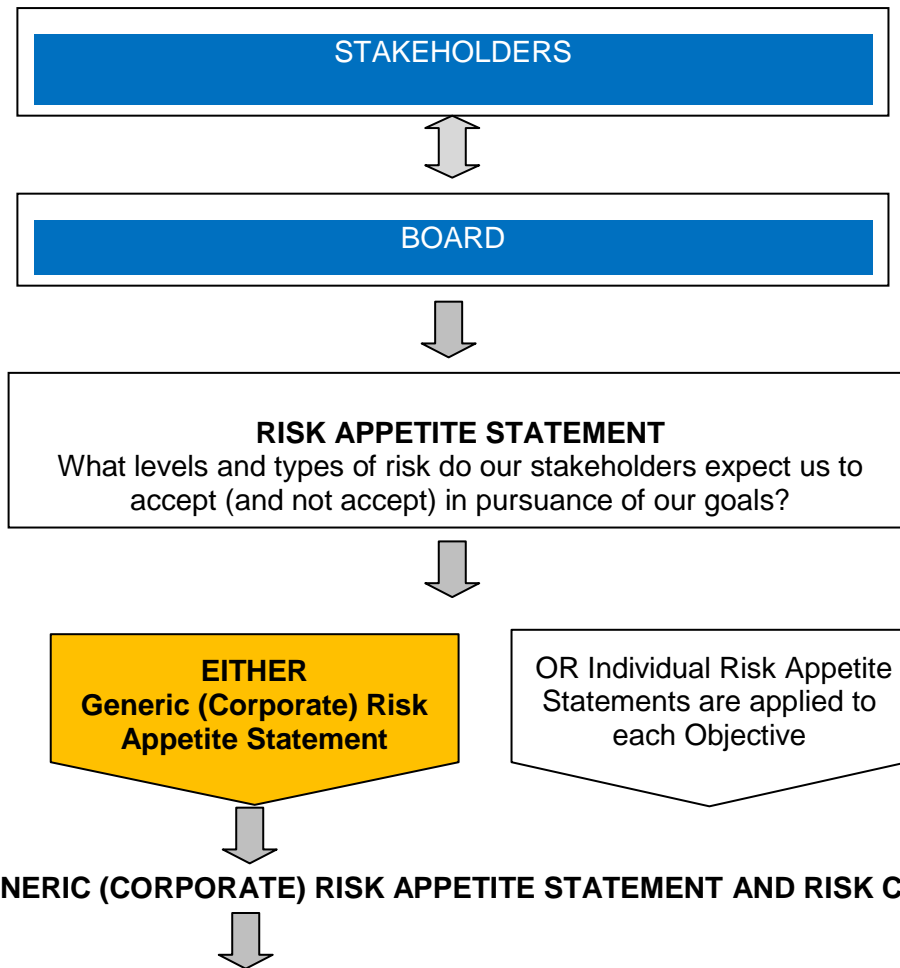 STAKEHOLDERS
BOARD
RISK APPETITE STATEMENT
What levels and types of risk do our stakeholders expect us to
accept (and not accept) in pursuance of our goals?
EITHER
Generic (Corporate) Risk
Appetite Statement
OR Individual Risk Appetite
Statements are applied to
each Objective
NERIC (CORPORATE) RISK APPETITE STATEMENT AND RISK C